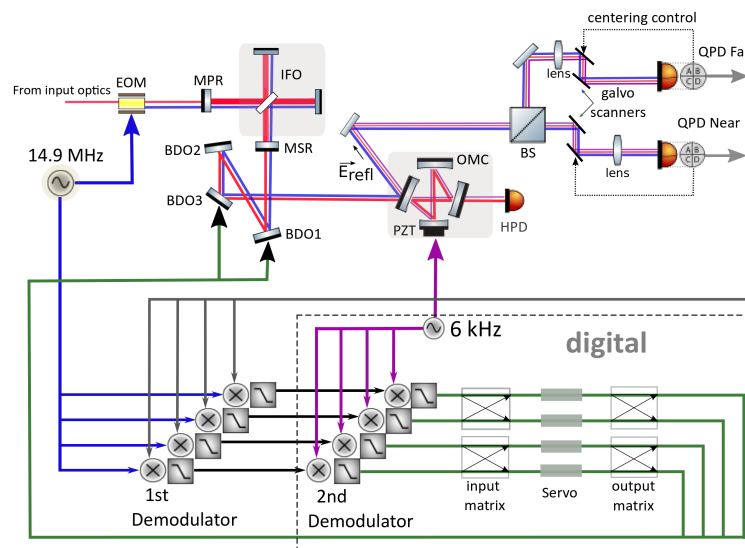 centering control
QPD Fa
A B
C D
From input optics
EOM
MPR
IFO
lens
galvo
scanners
QPD Near
14.9 MHz
BDO2
MSR
BS
A B
C D
Erefl
OMC
lens
BDO3
BDO1
PZT
HPD
6 kHz
digital
1st
Demodulator
2nd
Demodulator
input
matrix
Servo
output
matrix